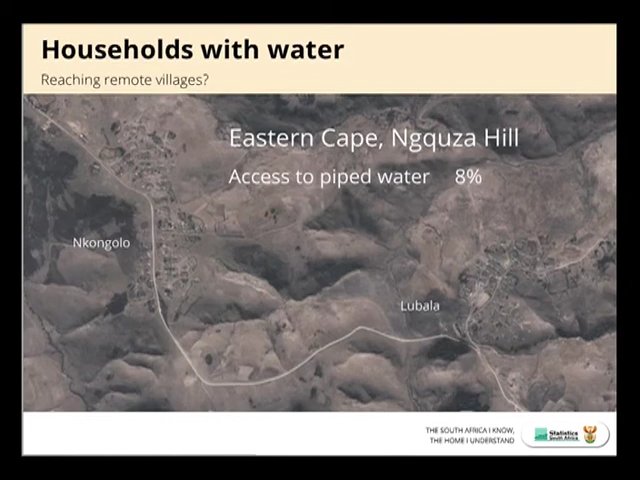 Households with water
Reaching remote villages?
Eastern Cape, Ngquza Hill
Access to piped water 8%
Nkongolo
Lubala
THE SOUTH AFRICA I KNOW,
THE HOME I UNDERSTAND
Statistics
South Africa